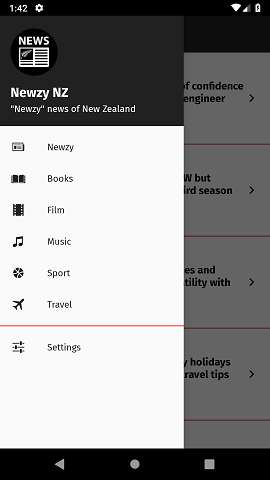 1:42
NEWS
Newzy NZ
"Newzy" news of New Zealand
Newzy
Books
Film
Music
Sport
Travel
Settings
of confidence
engineer
W but
ird season
es and
tility with
y holidays
travel tips